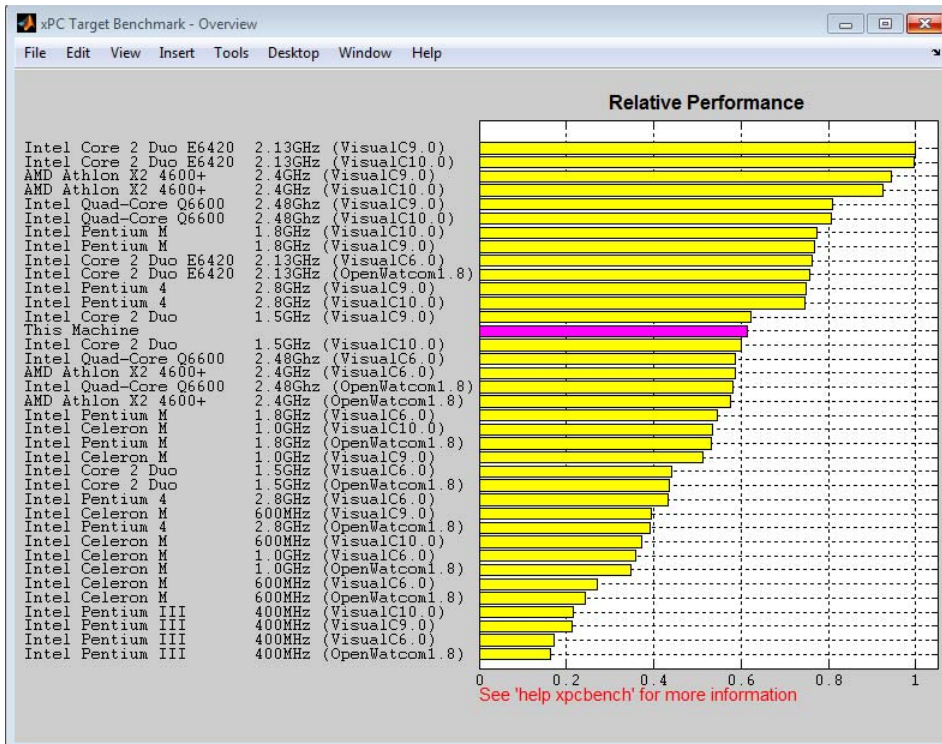 xPC Target Benchmark - Overview
File Edit View Insert Tools Desktop Window Help
Relative Performance
Intel Core 2 Duo E6420 2.13GHz (VisualC9.0)
Intel Core 2 Duo E6420 2.13GHz (VisualC10.0)
AMD Athlon X2 4600+ 2.4GHz (VisualC9.0)
AMD Athlon X2 4600+ 2.4GHz (VisualC10.0)
Intel Quad-Core Q6600 2.48Ghz (VisualC9.0)
Intel Quad-Core Q6600 2.48Ghz (VisualC10.0)
Intel Pentium M 1.8GHz (VisualC10.0)
Intel Pentium M 1.8GHz (VisualC9.0)
Intel Core 2 Duo E6420 2.13GHz (VisualC6.0)
Intel Core 2 Duo E6420 2.13GHz (OpenWatcom1.8)
Intel Pentium 4 2.8GHz (VisualC9.0)
Intel Pentium 4 2.8GHz (VisualC10.0)
Intel Core 2 Duo 1.5GHz (VisualC9.0)
This Machine
Intel Core 2 Duo 1.5GHz (VisualC10.0)
Intel Quad-Core Q6600 2.48Ghz (VisualC6.0)
AMD Athlon X2 4600+ 2.4GHz (VisualC6.0)
Intel Quad-Core Q6600 2.48Ghz (OpenWatcom1.8)
AMD Athlon X2 4600+ 2.4GHz (OpenWatcom1.8)
Intel Pentium M 1.8GHz (VisualC6.0)
Intel Celeron M 1.0GHz (VisualC10.0)
Intel Pentium M 1.8GHz (OpenWatcom1.8)
Intel Celeron M 1.0GHz (VisualC9.0)
Intel Core 2 Duo 1.5GHz (VisualC6.0)
Intel Core 2 Duo 1.5GHz (OpenWatcom1.8)
Intel Pentium 4 2.8GHz (VisualC6.0)
Intel Celeron M 600MHz (VisualC9.0)
Intel Pentium 4 2.8GHz (OpenWatcom1.8)
Intel Celeron M 600MHz (VisualC10.0)
Intel Celeron M 1.0GHz (VisualC6.0)
Intel Celeron M 1.0GHz (OpenWatcom1.8)
Intel Celeron M 600MHz (VisualC6.0)
Intel Celeron M 600MHz (OpenWatcom1.8)
Intel Pentium III 400MHz (VisualC10.0)
Intel Pentium III 400MHz (VisualC9.0)
Intel Pentium III 400MHz (VisualC6.0)
Intel Pentium III 400MHz (OpenWatcom1.8)
0 0.2 0.4 0.6 0.8 1
See 'help xpcbench' for more information